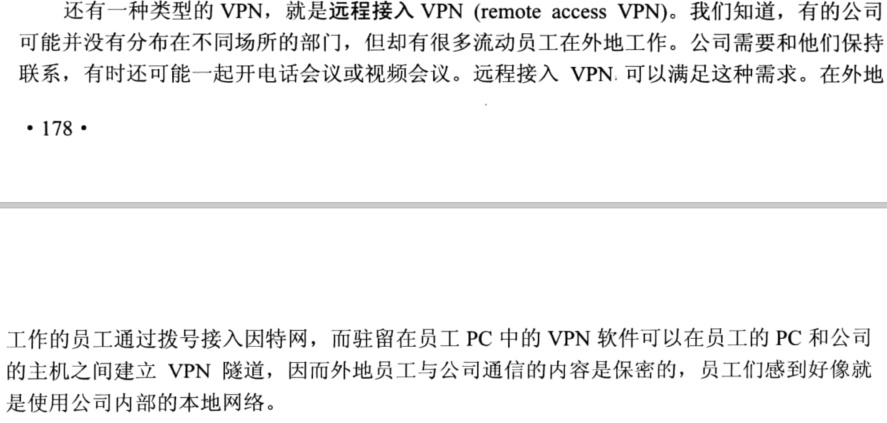 还有一种类型的 VPN，就是远程接入 VPN (remote access VPN)。我们知道，有的公司
可能并没有分布在不同场所的部门，但却有很多流动员工在外地工作。公司需要和他们保持
联系，有时还可能一起开电话会议或视频会议。远程接入 VPN 可以满足这种需求。在外地
·178·
工作的员工通过拨号接入因特网，而驻留在员工 PC 中的 VPN 软件可以在员工的 PC 和公司
的主机之间建立 VPN 隧道，因而外地员工与公司通信的内容是保密的，员工们感到好像就
是使用公司内部的本地网络。